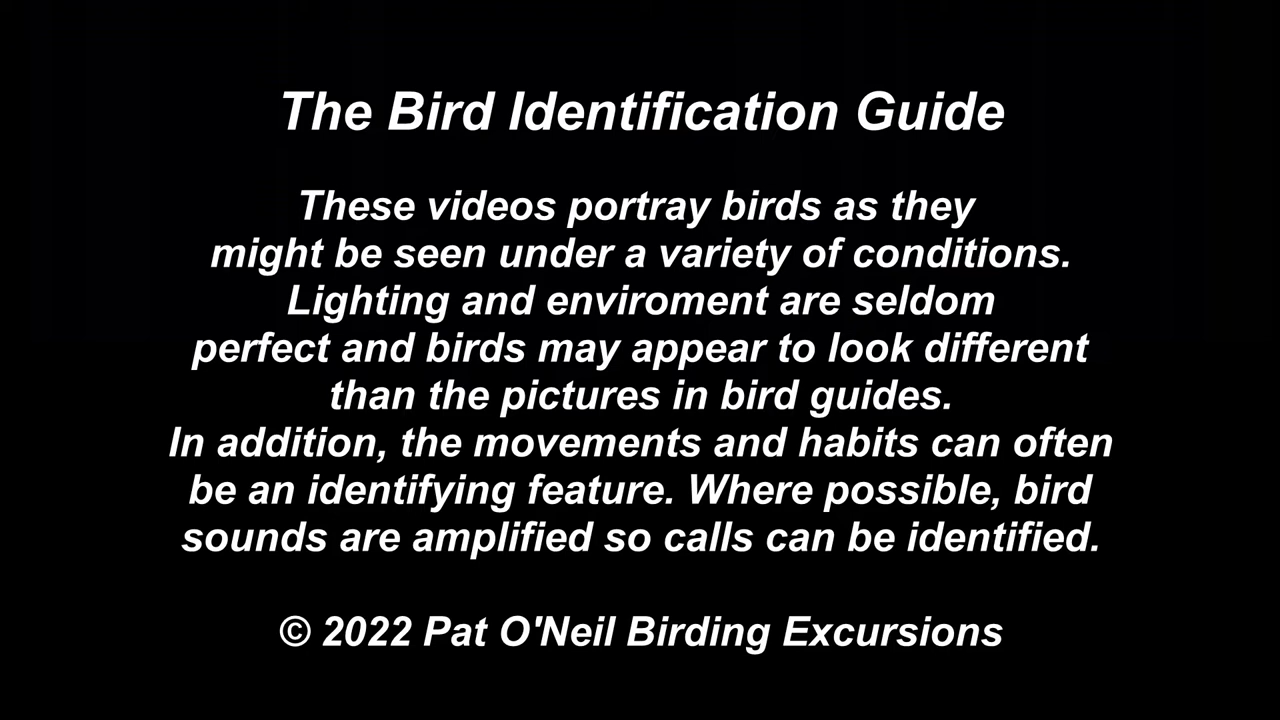 The Bird Identification Guide
These videos portray birds as they
might be seen under a variety of conditions.
Lighting and enviroment are seldom
perfect and birds may appear to look different
than the pictures in bird guides.
In addition, the movements and habits can often
be an identifying feature. Where possible, bird
sounds are amplified so calls can be identified.
© 2022 Pat O'Neil Birding Excursions